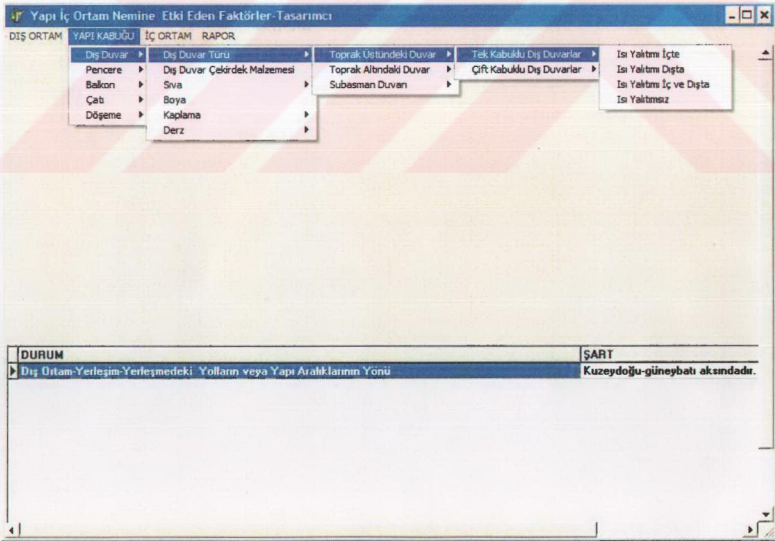 Yapı İç Ortam Nemine Etki Eden Faktörler-Tasarımcı
DIŞ ORTAM YAPI KABUĞU İÇ ORTAM RAPOR
Dış Duvar
Pencere
Balkon
Çatı
Döşeme
Dış Duvar Türü
Dış Duvar Çekirdek Malzemesi
Sıva
Boya
Kaplama
Derz
Toprak Üstündeki Duvar
Toprak Altındaki Duvar
Subasman Duvarı
Tek Kabuklu Dış Duvarlar
Çift Kabuklu Dış Duvarlar
Isı Yalıtımı İçte
Isı Yalıtımı Dışta
Isı Yalıtımı İç ve Dışta
Isı Yalıtımsız
DURUM ŞART
Dış Ortam-Yerleşim-Yerleşmedeki Yolların veya Yapı Aralıklarının Yönü Kuzeydoğu-güneybatı aksındadır.